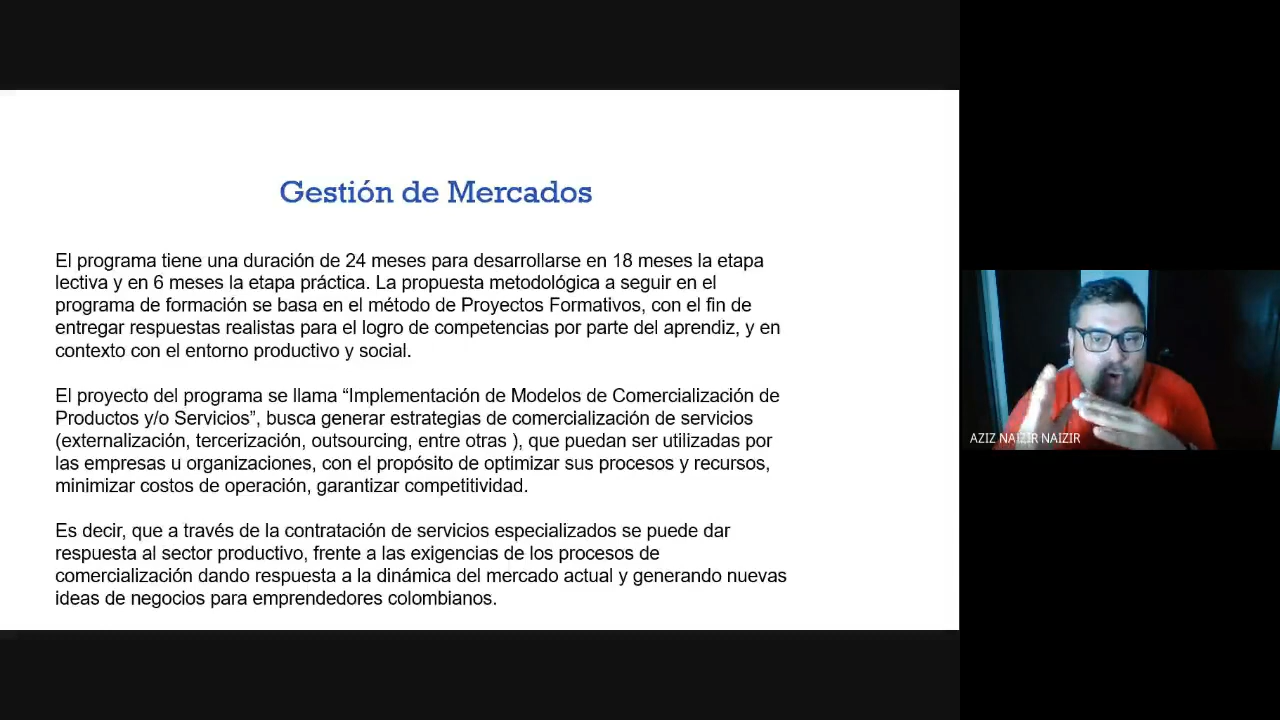 Gestión de Mercados
El programa tiene una duración de 24 meses para desarrollarse en 18 meses la etapa
lectiva y en 6 meses la etapa práctica. La propuesta metodológica a seguir en el
programa de formación se basa en el método de Proyectos Formativos, con el fin de
entregar respuestas realistas para el logro de competencias por parte del aprendiz, y en
contexto con el entorno productivo y social.
El proyecto del programa se llama “Implementación de Modelos de Comercialización de
Productos y/o Servicios”, busca generar estrategias de comercialización de servicios
(externalización, tercerización, outsourcing, entre otras ), que puedan ser utilizadas por
las empresas u organizaciones, con el propósito de optimizar sus procesos y recursos,
minimizar costos de operación, garantizar competitividad.
Es decir, que a través de la contratación de servicios especializados se puede dar
respuesta al sector productivo, frente a las exigencias de los procesos de
comercialización dando respuesta a la dinámica del mercado actual y generando nuevas
ideas de negocios para emprendedores colombianos.
AZIZ NAIZIR NAIZIR